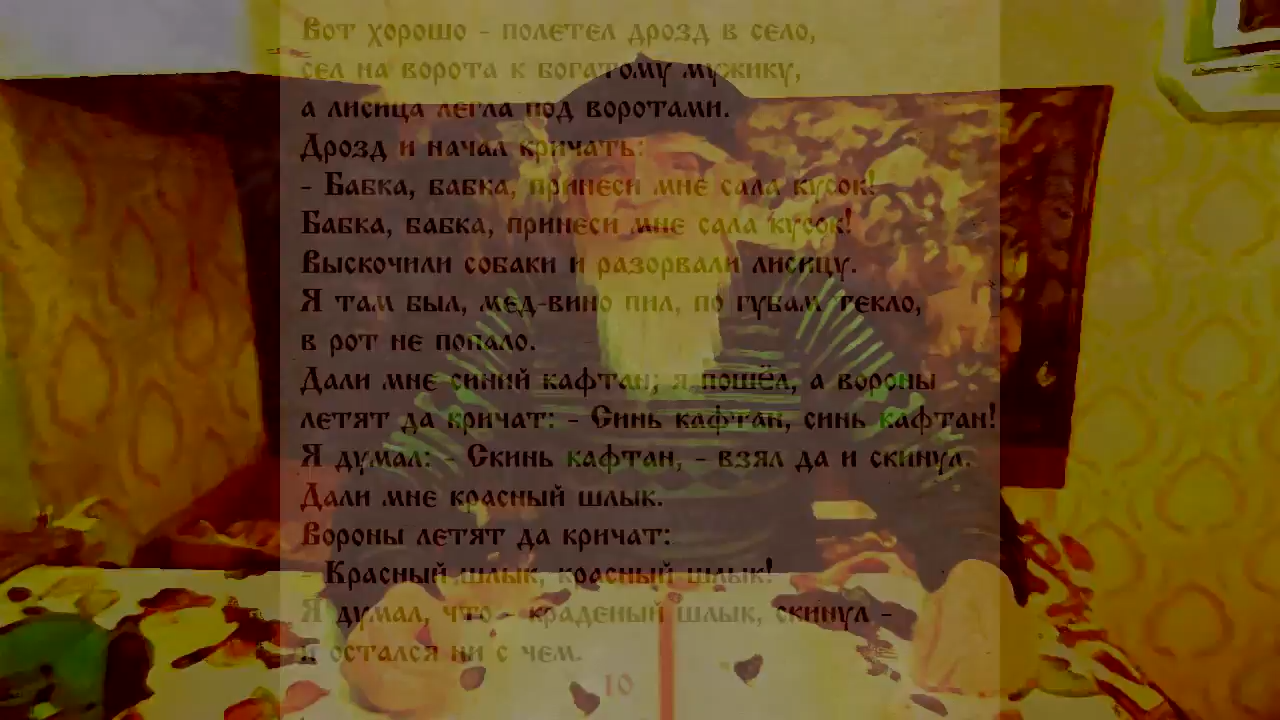 Вот хорошо - полетел дрозд в село,
сел на ворота к богатому мужику,
а лисица легла под воротами.
Дрозд и начал кричать:
- Бабка, бабка, принеси мне сала кусок!
Бабка, бабка, принеси мне сала кусок!
Выскочили собаки и разорвали лисицу.
Я там был, мед-вино пил, по губам текло,
в рот не попало.
Дали мне синий кафтан; я пошёл, а вороны
летят да кричат: - Синь кафтан, синь кафтан!
Я думал: - Скинь кафтан, - взял да и скинул.
Дали мне красный шлык.
Вороны летят да кричат:
- Красный шлык, красный шлык!
Я думал, что - краденый шлык, скинул -
и остался ни с чем.
10